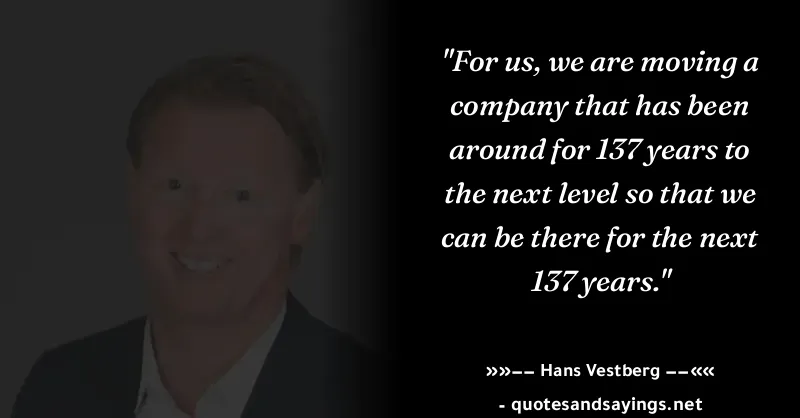 "For us, we are moving a
company that has been
around for 137 years to
the next level so that we
can be there for the next
137 years."
»»–– Hans Vestberg ––««
- quotesandsayings.net